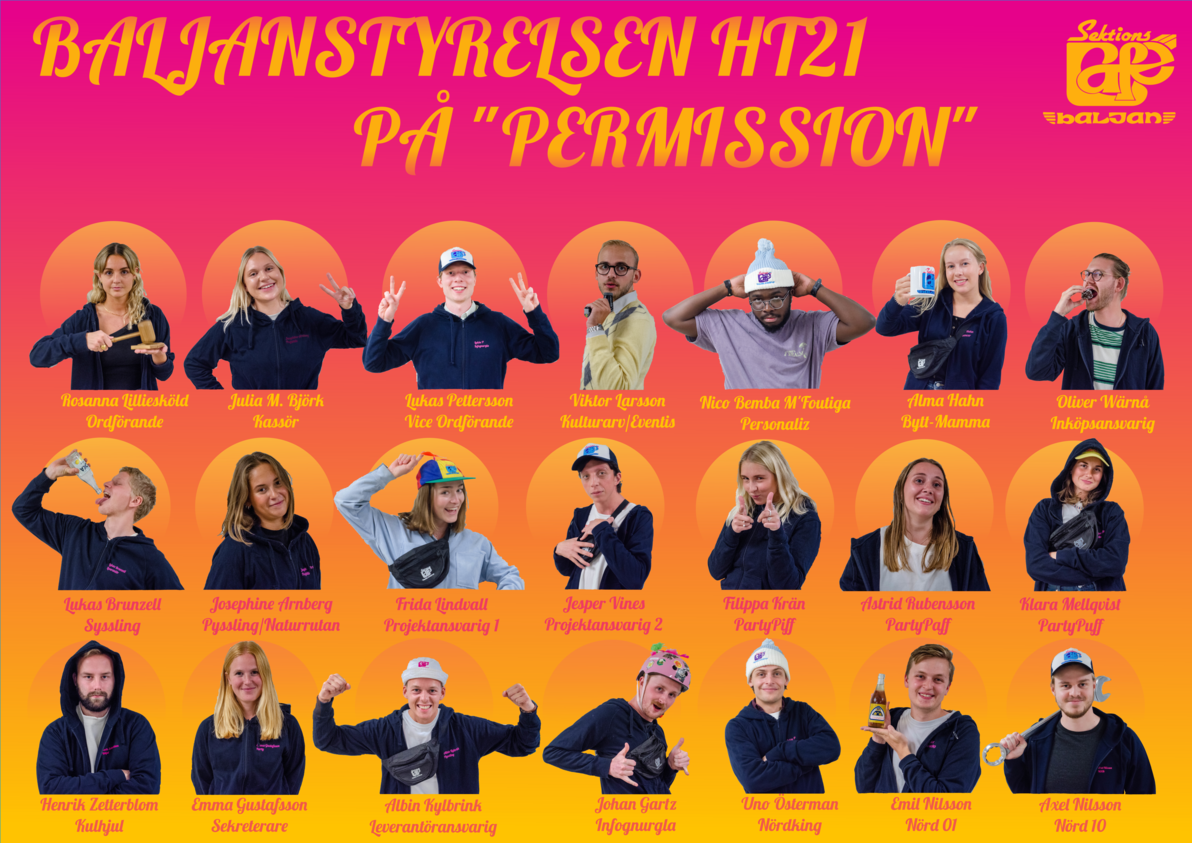 BALJANSTYRELSEN HT21
PÅ "PERMISSION"
Sektions
CAFÉ
BALJAN
Rosanna Lilliesköld
Ordförande
Julia M. Björk
Kassör
Lukas Pettersson
Vice Ordförande
Viktor Larsson
Kulturarv/Eventis
Nico Bemba M'Foutiga
Personaliz
Alma Hahn
Bytt-Mamma
Oliver Wärnå
Inköpsansvarig
Lukas Brunzell
Syssling
Josephine Arnberg
Pyssling/Naturrutan
Frida Lindvall
Projektansvarig 1
Jesper Vines
Projektansvarig 2
Filippa Krän
PartyPiff
Astrid Rubensson
PartyPaff
Klara Mellqvist
PartyPuff
Henrik Zetterblom
Kulhjul
Emma Gustafsson
Sekreterare
Albin Kylbrink
Leverantöransvarig
Johan Gartz
Infognurgla
Uno Österman
Nördking
Emil Nilsson
Nörd 01
Axel Nilsson
Nörd 10